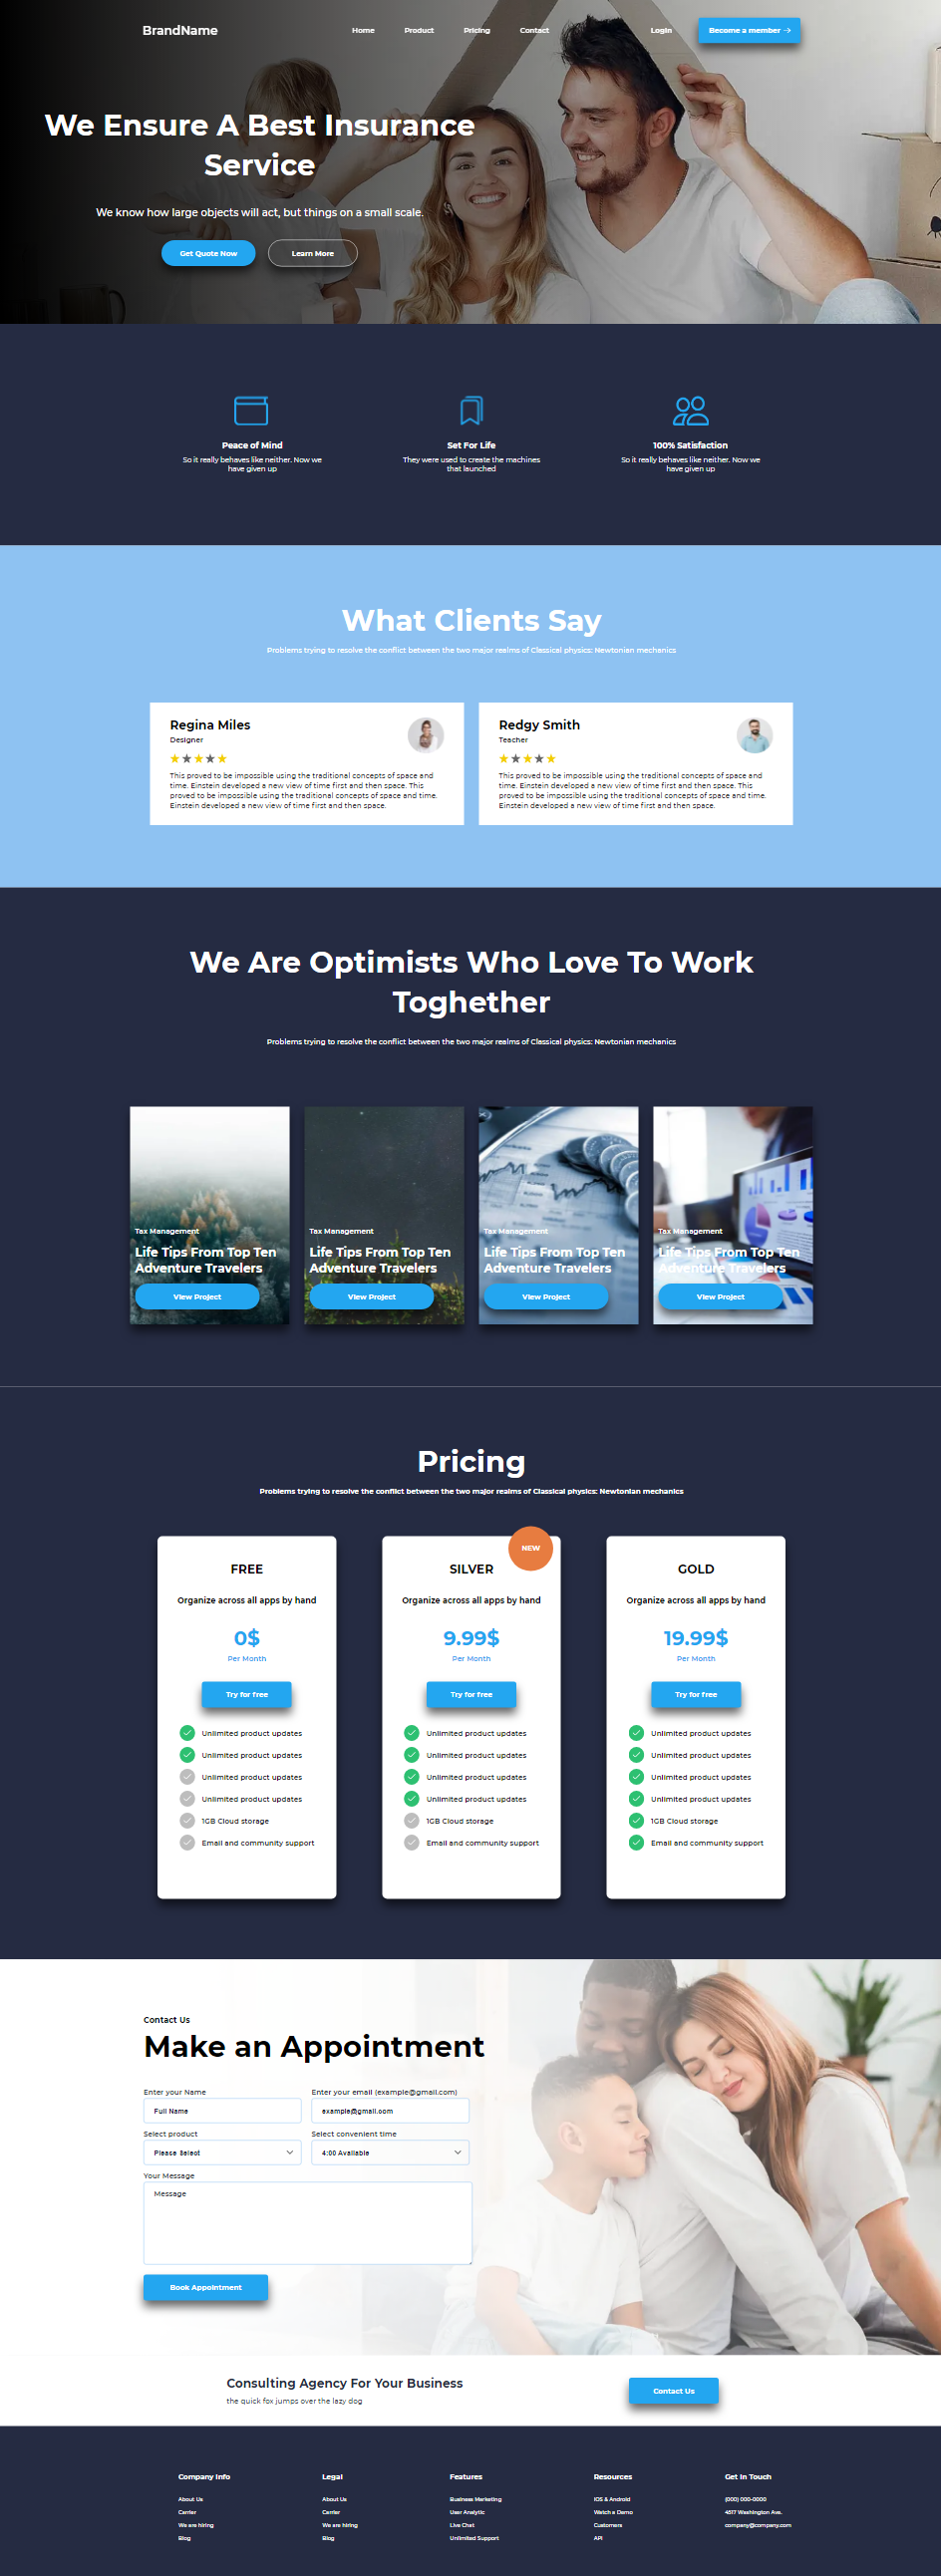 BrandName
Home Product Pricing Contact
Login Become a member →
We Ensure A Best Insurance
Service
We know how large objects will act, but things on a small scale.
Get Quote Now Learn More
Peace of Mind
So it really behaves like neither. Now we
have given up
Set For Life
They were used to create the machines
that launched
100% Satisfaction
So it really behaves like neither. Now we
have given up
What Clients Say
Problems trying to resolve the conflict between the two major realms of Classical physics: Newtonian mechanics
Regina Miles
Designer
This proved to be impossible using the traditional concepts of space and
time. Einstein developed a new view of time first and then space. This
proved to be impossible using the traditional concepts of space and time.
Einstein developed a new view of time first and then space.
Redgy Smith
Teacher
This proved to be impossible using the traditional concepts of space and
time. Einstein developed a new view of time first and then space. This
proved to be impossible using the traditional concepts of space and time.
Einstein developed a new view of time first and then space.
We Are Optimists Who Love To Work
Toghether
Problems trying to resolve the conflict between the two major realms of Classical physics: Newtonian mechanics
Tax Management
Life Tips From Top Ten
Adventure Travelers
View Project
Tax Management
Life Tips From Top Ten
Adventure Travelers
View Project
Tax Management
Life Tips From Top Ten
Adventure Travelers
View Project
Tax Management
Life Tips From Top Ten
Adventure Travelers
View Project
Pricing
Problems trying to resolve the conflict between the two major realms of Classical physics: Newtonian mechanics
FREE
Organize across all apps by hand
0$
Per Month
Try for free
Unlimited product updates
Unlimited product updates
Unlimited product updates
Unlimited product updates
1GB Cloud storage
Email and community support
NEW
SILVER
Organize across all apps by hand
9.99$
Per Month
Try for free
Unlimited product updates
Unlimited product updates
Unlimited product updates
Unlimited product updates
1GB Cloud storage
Email and community support
GOLD
Organize across all apps by hand
19.99$
Per Month
Try for free
Unlimited product updates
Unlimited product updates
Unlimited product updates
Unlimited product updates
1GB Cloud storage
Email and community support
Contact Us
Make an Appointment
Enter your Name
Full Name
Enter your email (example@gmail.com)
example@gmail.com
Select product
Please Select
Select convenient time
4:00 Available
Your Message
Message
Book Appointment
Consulting Agency For Your Business
the quick fox jumps over the lazy dog
Contact Us
Company Info
About Us
Carrier
We are hiring
Blog
Legal
About Us
Carrier
We are hiring
Blog
Features
Business Marketing
User Analytic
Live Chat
Unlimited Support
Resources
IOS & Android
Watch a Demo
Customers
API
Get In Touch
(000) 000-0000
4517 Washington Ave.
company@company.com